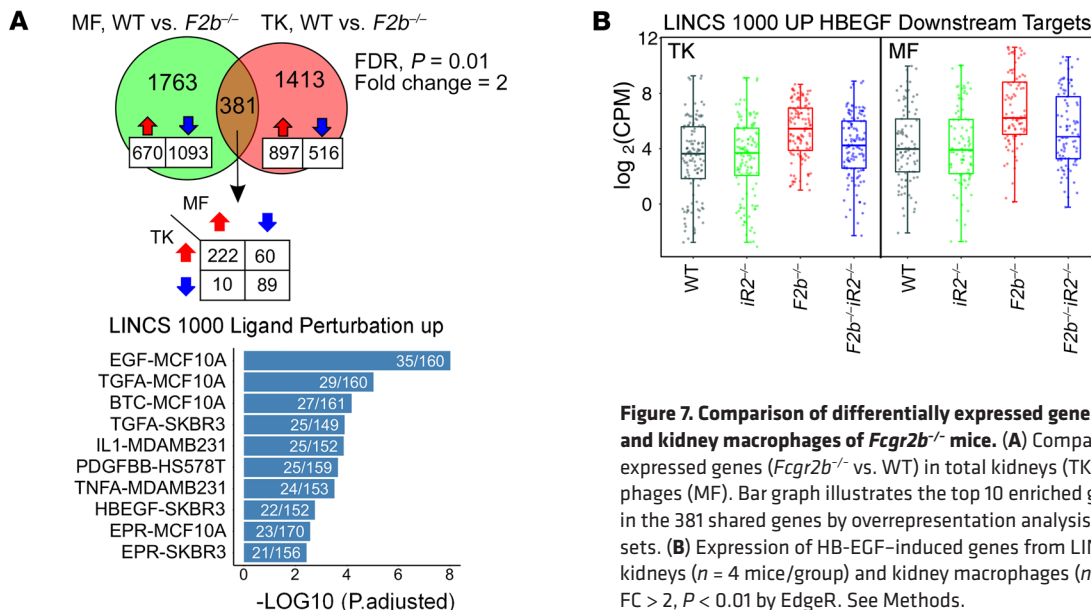 A
MF, WT vs. F2b-/- TK, WT vs. F2b-/-
FDR, P = 0.01
Fold change = 2
1763 381 1413
670 1093 897 516
MF
TK
222 60
10 89
LINCS 1000 Ligand Perturbation up
EGF-MCF10A 35/160
TGFA-MCF10A 29/160
BTC-MCF10A 27/161
TGFA-SKBR3 25/149
IL1-MDAMB231 25/152
PDGFBB-HS578T 25/159
TNFA-MDAMB231 24/153
HBEGF-SKBR3 22/152
EPR-MCF10A 23/170
EPR-SKBR3 21/156
0 2 4 6 8
-LOG10 (P.adjusted)
B
LINCS 1000 UP HBEGF Downstream Targets
TK MF
12
8
4
0
log 2(CPM)
WT iR2-/- F2b-/- F2b-/-iR2-/- WT iR2-/- F2b-/- F2b-/-iR2-/-
Figure 7. Comparison of differentially expressed gene
and kidney macrophages of Fcgr2b-/- mice. (A) Compa
expressed genes (Fcgr2b-/- vs. WT) in total kidneys (TK
phages (MF). Bar graph illustrates the top 10 enriched g
in the 381 shared genes by overrepresentation analysis
sets. (B) Expression of HB-EGF–induced genes from LIN
kidneys (n = 4 mice/group) and kidney macrophages (n
FC > 2, P < 0.01 by EdgeR. See Methods.